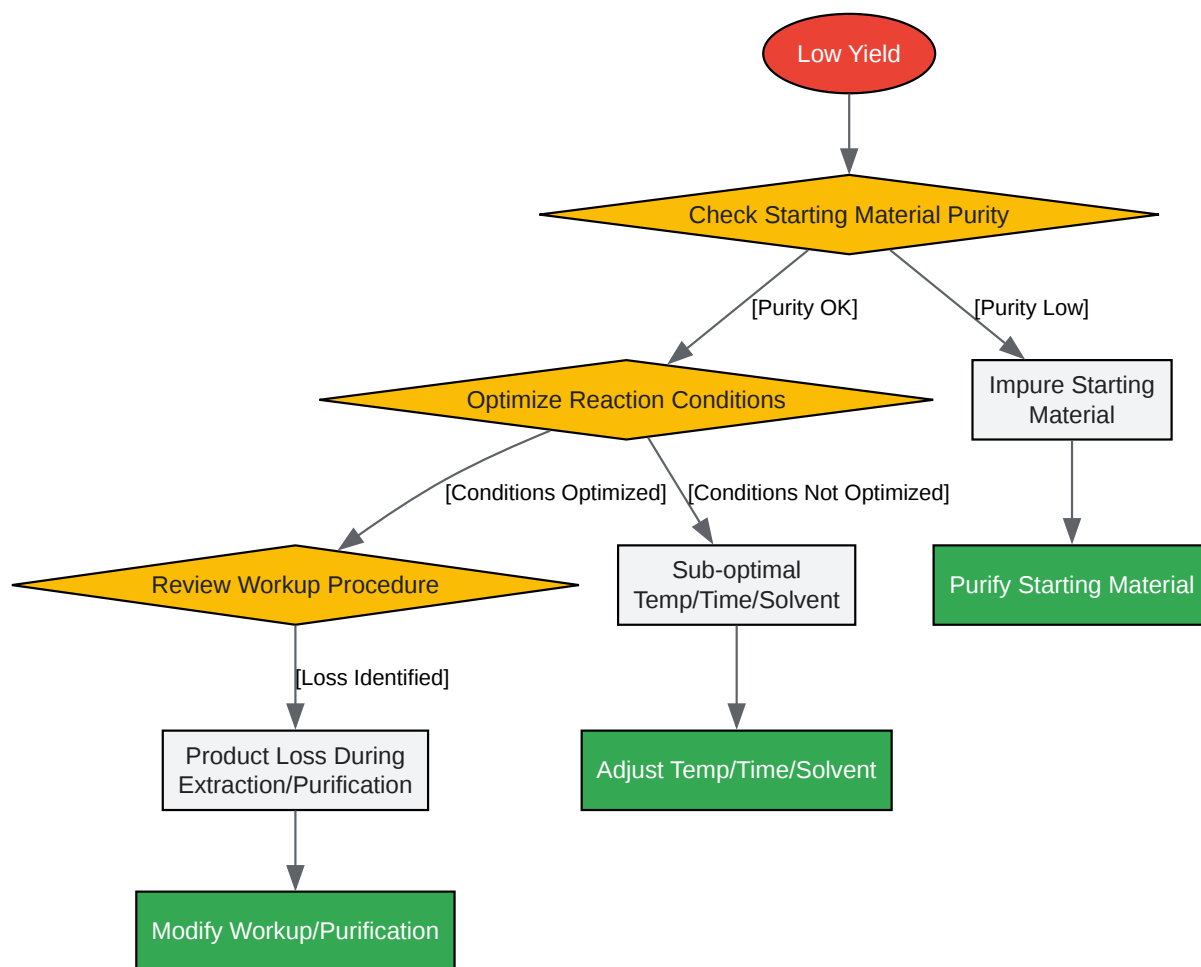 Low Yield
Check Starting Material Purity
[Purity OK]
[Purity Low]
Optimize Reaction Conditions
Impure Starting
Material
[Conditions Optimized]
[Conditions Not Optimized]
Review Workup Procedure
Sub-optimal
Temp/Time/Solvent
Purify Starting Material
[Loss Identified]
Product Loss During
Extraction/Purification
Adjust Temp/Time/Solvent
Modify Workup/Purification